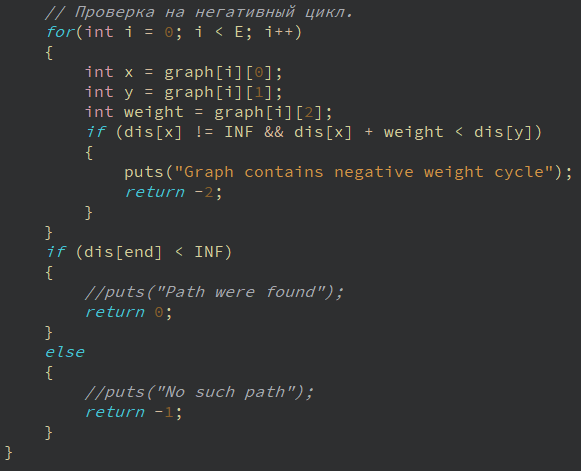 // Проверка на негативный цикл.
for(int i = 0; i < E; i++)
{
int x = graph[i][0];
int y = graph[i][1];
int weight = graph[i][2];
if (dis[x] != INF && dis[x] + weight < dis[y])
{
puts("Graph contains negative weight cycle");
return -2;
}
}
if (dis[end] < INF)
{
//puts("Path were found");
return 0;
}
else
{
//puts("No such path");
return -1;
}
}